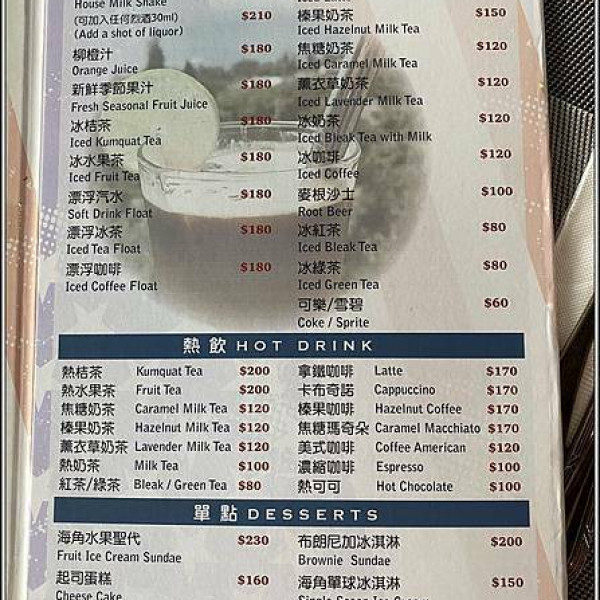 House Milk Shake
(可加入任何烈酒30ml) $210
(Add a shot of liquor)
柳橙汁 $180
Orange Juice
新鮮季節果汁 $180
Fresh Seasonal Fruit Juice
冰桔茶 $180
Iced Kumquat Tea
冰水果茶 $180
Iced Fruit Tea
漂浮汽水 $180
Soft Drink Float
漂浮冰茶 $180
Iced Tea Float
漂浮咖啡 $180
Iced Coffee Float
榛果奶茶 $150
Iced Hazelnut Milk Tea
焦糖奶茶 $120
Iced Caramel Milk Tea
薰衣草奶茶 $120
Iced Lavender Milk Tea
冰奶茶 $120
Iced Bleak Tea with Milk
冰咖啡 $120
Iced Coffee
麥根沙士 $100
Root Beer
冰紅茶 $80
Iced Bleak Tea
冰綠茶 $80
Iced Green Tea
可樂/雪碧 $60
Coke / Sprite
熱飲 HOT DRINK
熱桔茶 Kumquat Tea $200
熱水果茶 Fruit Tea $200
焦糖奶茶 Caramel Milk Tea $120
榛果奶茶 Hazelnut Milk Tea $120
薰衣草奶茶 Lavender Milk Tea $120
熱奶茶 Milk Tea $100
紅茶/綠茶 Bleak / Green Tea $80
拿鐵咖啡 Latte $170
卡布奇諾 Cappuccino $170
榛果咖啡 Hazelnut Coffee $170
焦糖瑪奇朵 Caramel Macchiato $170
美式咖啡 Coffee American $120
濃縮咖啡 Espresso $100
熱可可 Hot Chocolate $100
單點 DESSERTS
海角水果聖代 $230
Fruit Ice Cream Sundae
起司蛋糕 $160
Cheese Cake
布朗尼加冰淇淋 $200
Brownie Sundae
海角單球冰淇淋 $150